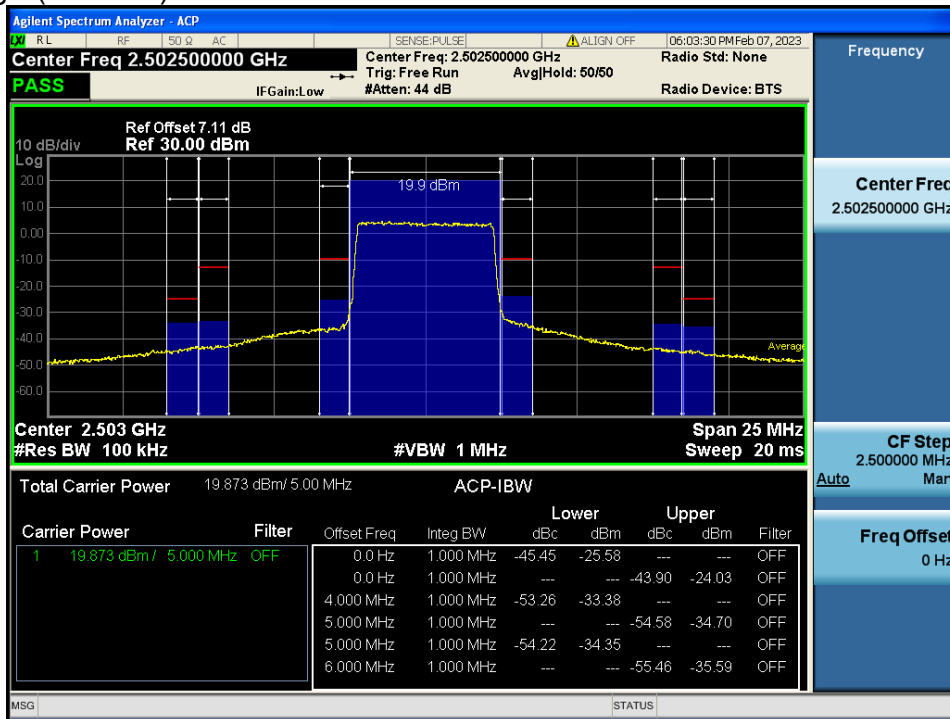 Agilent Spectrum Analyzer - ACP
LXI RL RF 50 Ω AC SENSE:PULSE ALIGN OFF 06:03:30 PM Feb 07, 2023
Center Freq 2.502500000 GHz Center Freq: 2.502500000 GHz Radio Std: None
Trig: Free Run Avg|Hold: 50/50
PASS IFGain:Low #Atten: 44 dB Radio Device: BTS
Ref Offset 7.11 dB
10 dB/div Ref 30.00 dBm
Log
20.0
19.9 dBm
10.0
0.00
-10.0
-20.0
-30.0
-40.0
Average
-50.0
-60.0
Center 2.503 GHz Span 25 MHz
#Res BW 100 kHz #VBW 1 MHz Sweep 20 ms
Total Carrier Power 19.873 dBm/ 5.00 MHz ACP-IBW
Lower Upper
Carrier Power Filter Offset Freq Integ BW dBc dBm dBc dBm Filter
1 19.873 dBm / 5.000 MHz OFF 0.0 Hz 1.000 MHz -45.45 -25.58 --- --- OFF
0.0 Hz 1.000 MHz --- --- -43.90 -24.03 OFF
4.000 MHz 1.000 MHz -53.26 -33.38 --- --- OFF
5.000 MHz 1.000 MHz --- --- -54.58 -34.70 OFF
5.000 MHz 1.000 MHz -54.22 -34.35 --- --- OFF
6.000 MHz 1.000 MHz --- --- -55.46 -35.59 OFF
MSG STATUS
Frequency
Center Freq
2.502500000 GHz
CF Step
2.500000 MHz
Auto Man
Freq Offset
0 Hz